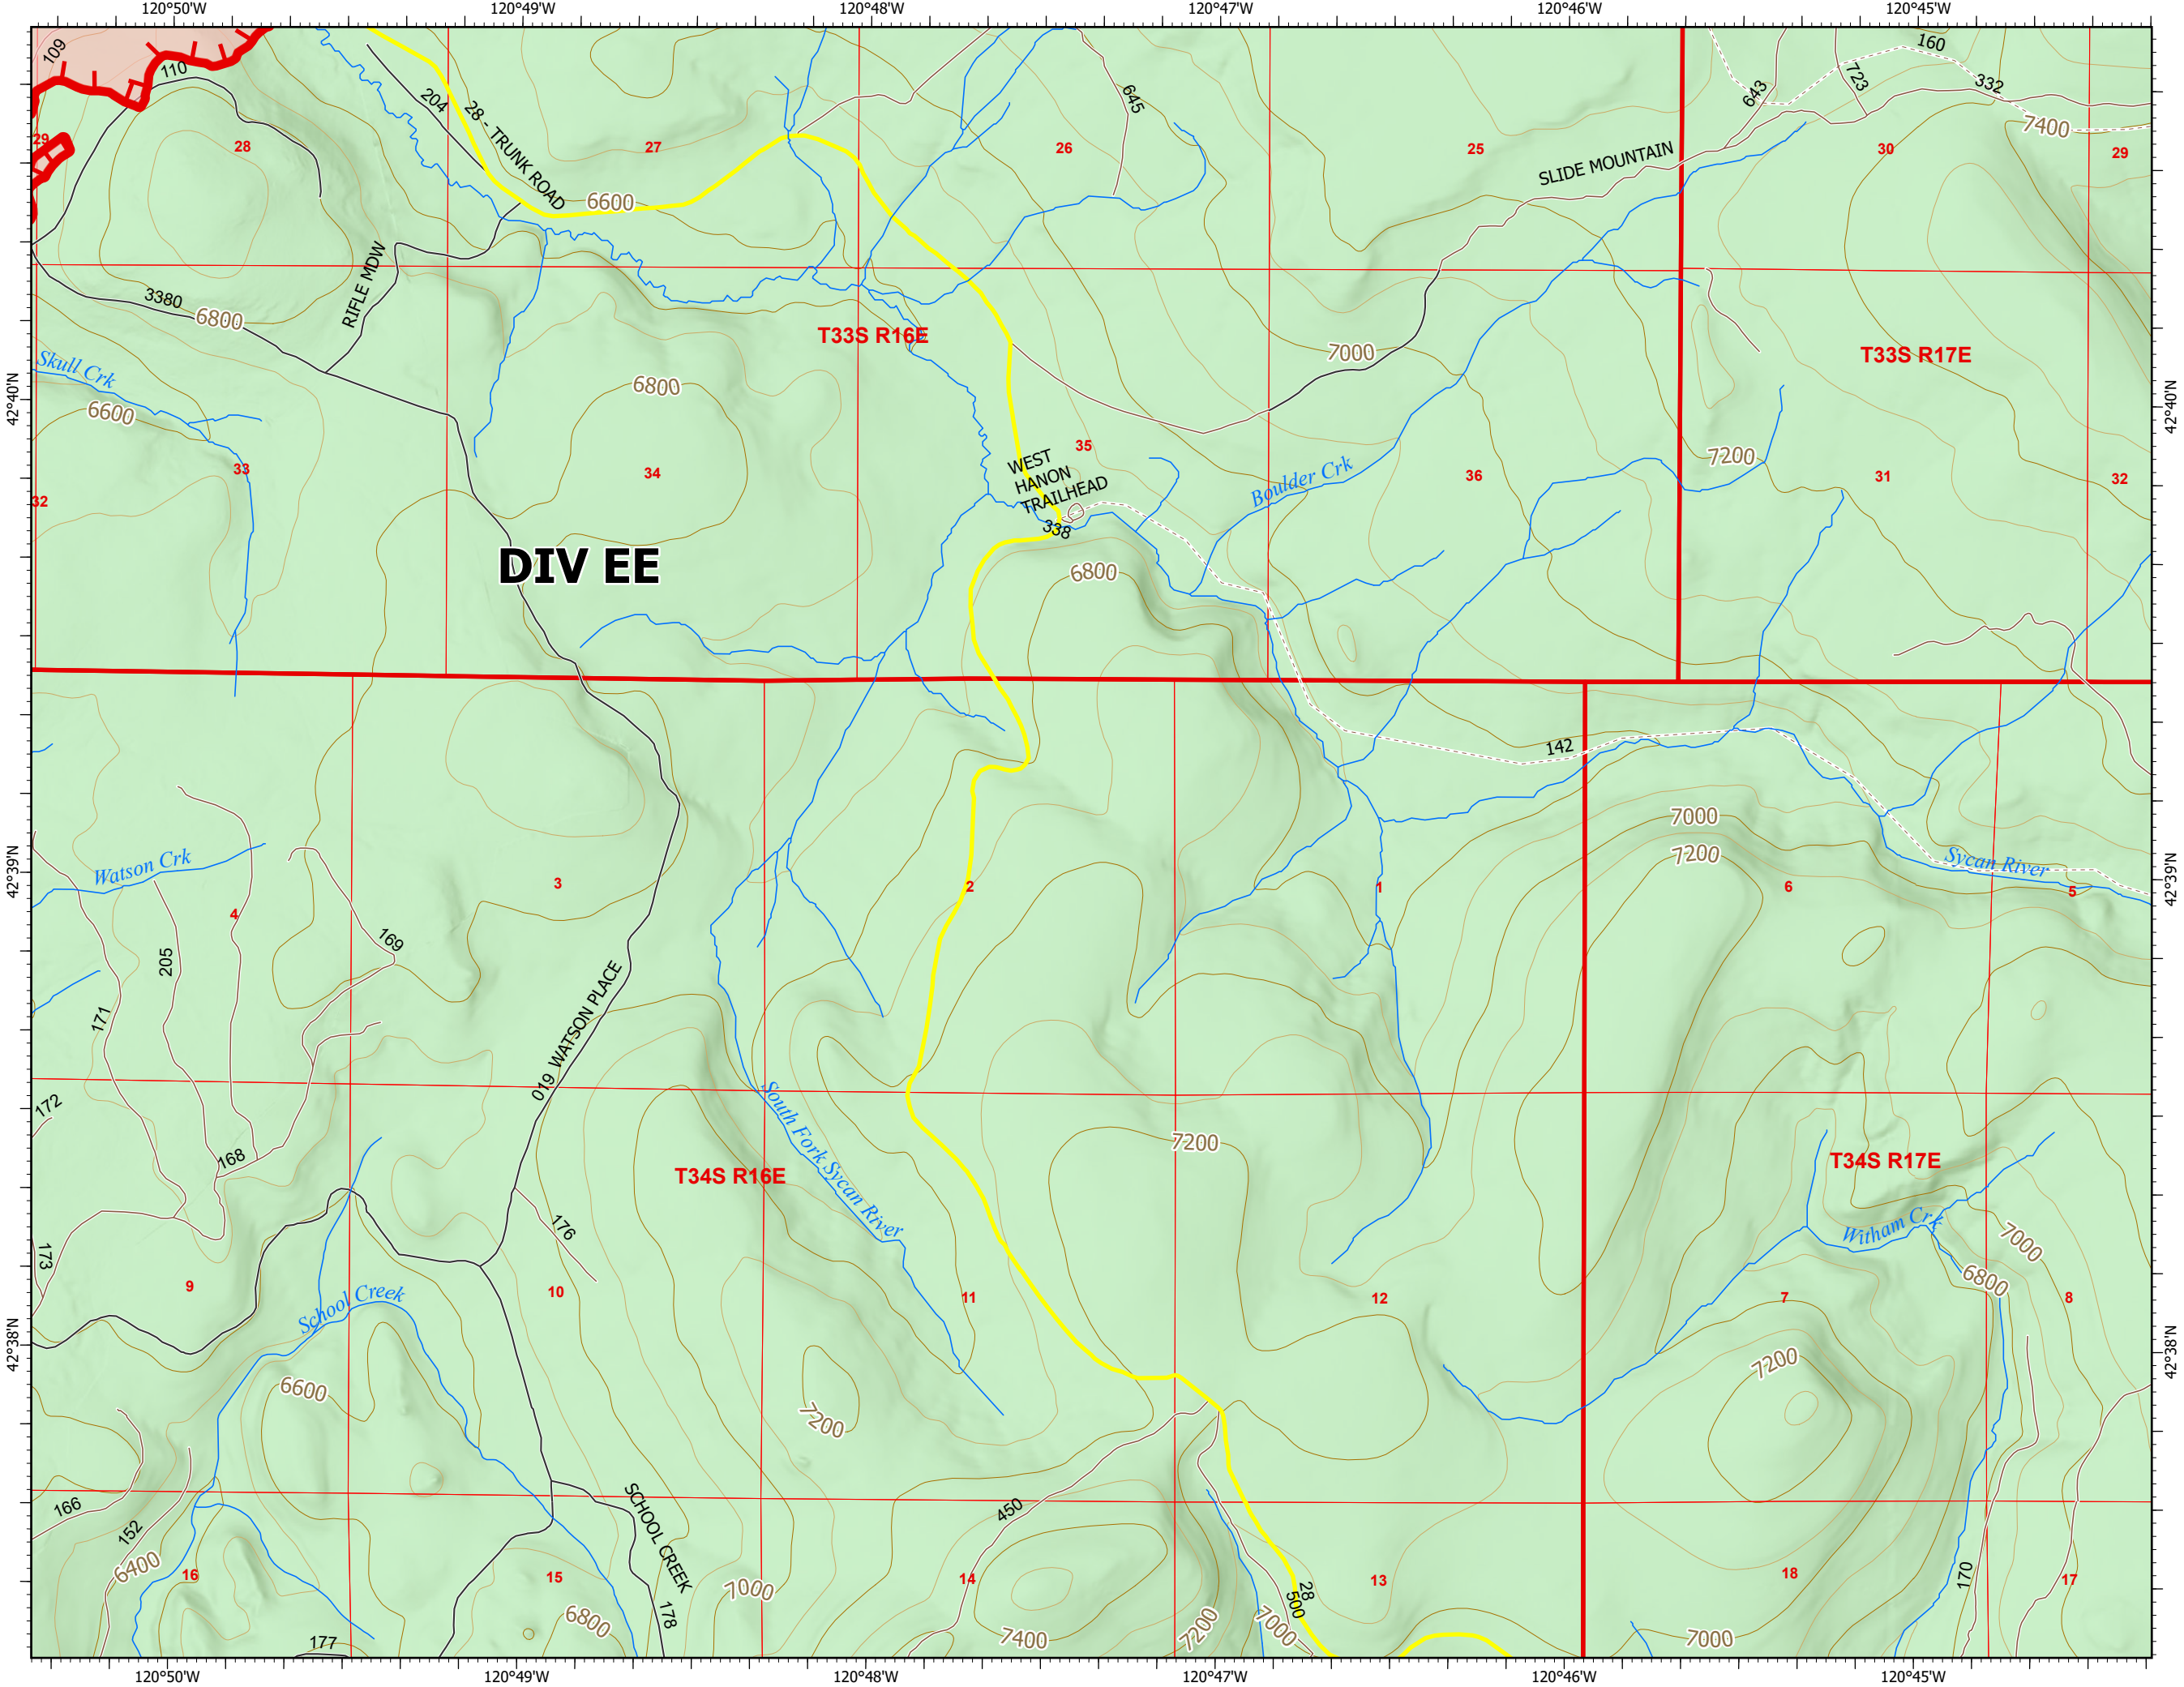 120°50'W 120°49'W 120°48'W 120°47'W 120°46'W 120°45'W
109
110
160
332
723
643
645
204
28 - TRUNK ROAD
7400
29
28
27
26
25
30
29
SLIDE MOUNTAIN
6600
RIFLE MDW
3380
6800
T33S R16E
7000
T33S R17E
Skull Crk
6600
6800
42°40'N
42°40'N
35
33
34
WEST
HANON
TRAILHEAD
338
Boulder Crk
36
7200
31
32
32
DIV EE
6800
142
7000
7200
Watson Crk
42°39'N
42°39'N
Sycan River
3
2
1
6
5
4
169
205
171
019 WATSON PLACE
172
168
South Fork Sycan River
7200
T34S R16E
T34S R17E
Witham Crk
7000
6800
176
173
9
School Creek
10
11
12
7
8
42°38'N
42°38'N
6600
7200
7200
166
152
6400
SCHOOL CREEK
450
16
15
7000
14
13
18
17
170
28
500
178
6800
177
7400
7200
7000
7000
120°50'W 120°49'W 120°48'W 120°47'W 120°46'W 120°45'W